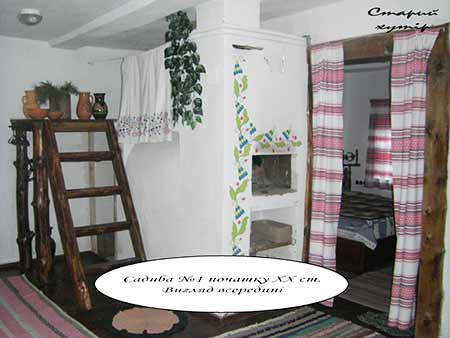 Старий
хутір
Садиба №1 початку XX ст.
Вигляд всередині